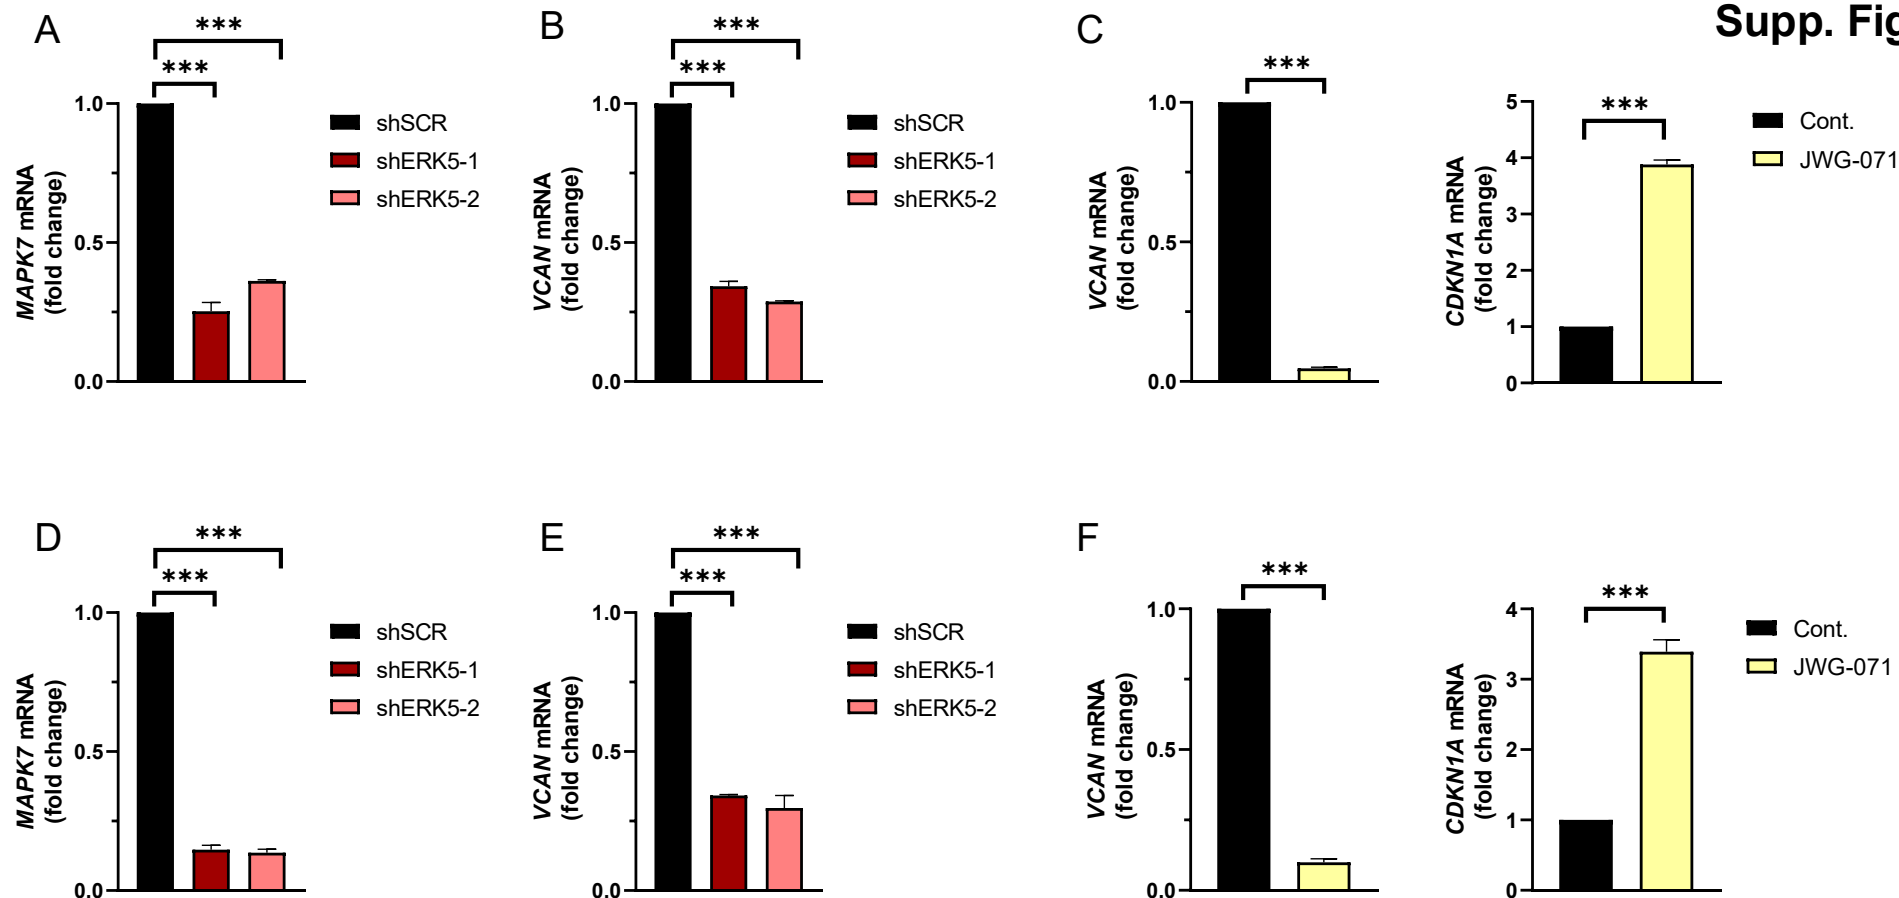 Supp. Fig
A
***
***
1.0
0.5
0.0
MAPK7 mRNA
(fold change)
shSCR
shERK5-1
shERK5-2
B
***
***
1.0
0.5
0.0
VCAN mRNA
(fold change)
shSCR
shERK5-1
shERK5-2
C
***
1.0
0.5
0.0
VCAN mRNA
(fold change)
***
5
4
3
2
1
0
CDKN1A mRNA
(fold change)
Cont.
JWG-071
D
***
***
1.0
0.5
0.0
MAPK7 mRNA
(fold change)
shSCR
shERK5-1
shERK5-2
E
***
***
1.0
0.5
0.0
VCAN mRNA
(fold change)
shSCR
shERK5-1
shERK5-2
F
***
1.0
0.5
0.0
VCAN mRNA
(fold change)
***
4
3
2
1
0
CDKN1A mRNA
(fold change)
Cont.
JWG-071